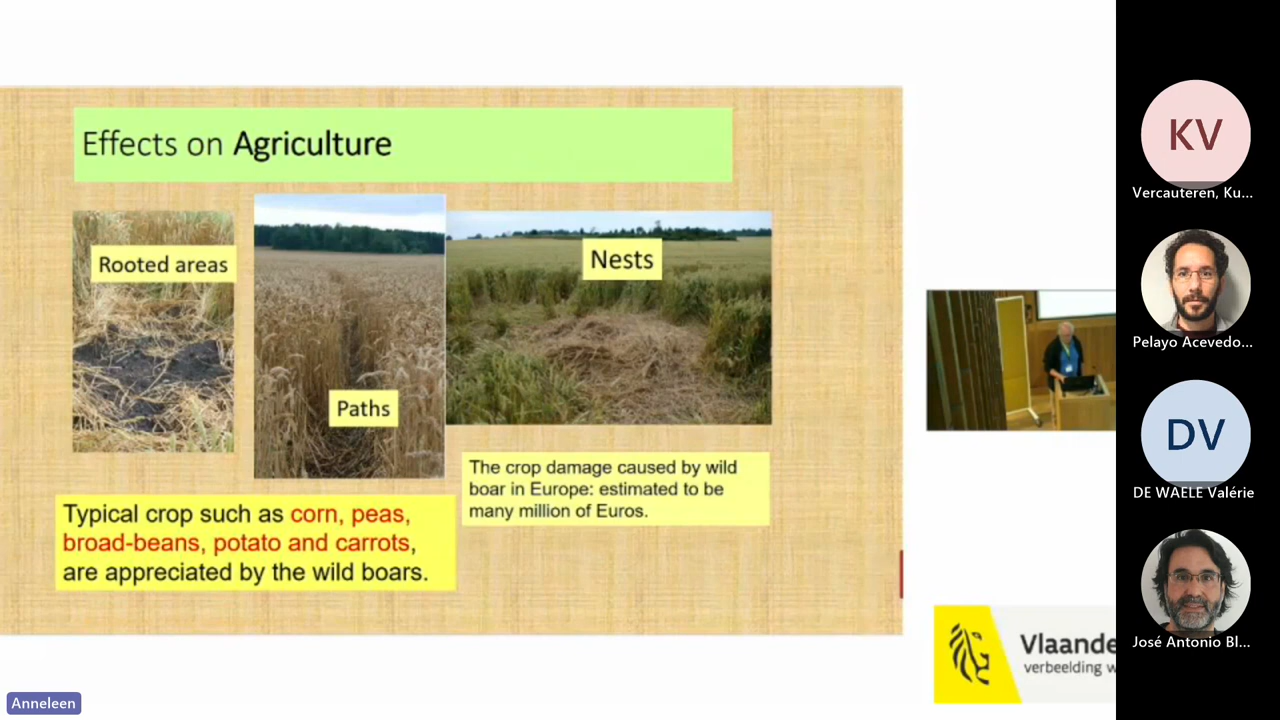 Effects on Agriculture
Rooted areas
Paths
Nests
The crop damage caused by wild
boar in Europe: estimated to be
many million of Euros.
Typical crop such as corn, peas,
broad-beans, potato and carrots,
are appreciated by the wild boars.
KV
Vercauteren, Ku...
Pelayo Acevedo...
DV
DE WAELE Valérie
José Antonio Bl...
Vlaande
verbeelding w
Anneleen